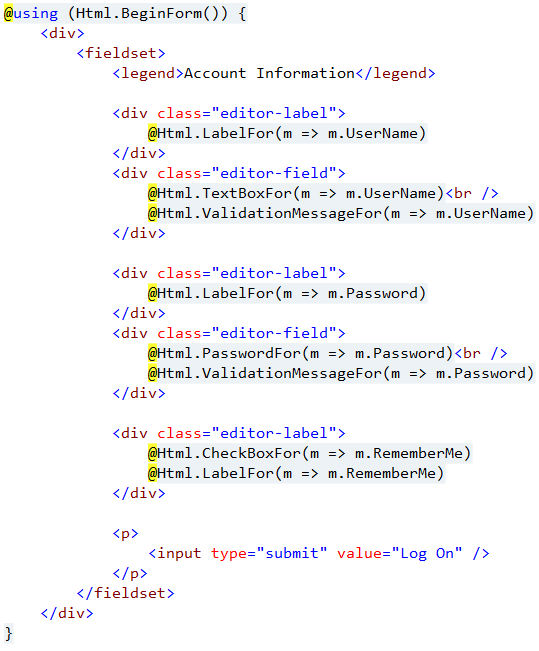 @using (Html.BeginForm()) {
    <div>
        <fieldset>
            <legend>Account Information</legend>

            <div class="editor-label">
                @Html.LabelFor(m => m.UserName)
            </div>
            <div class="editor-field">
                @Html.TextBoxFor(m => m.UserName)<br />
                @Html.ValidationMessageFor(m => m.UserName)
            </div>

            <div class="editor-label">
                @Html.LabelFor(m => m.Password)
            </div>
            <div class="editor-field">
                @Html.PasswordFor(m => m.Password)<br />
                @Html.ValidationMessageFor(m => m.Password)
            </div>

            <div class="editor-label">
                @Html.CheckBoxFor(m => m.RememberMe)
                @Html.LabelFor(m => m.RememberMe)
            </div>

            <p>
                <input type="submit" value="Log On" />
            </p>
        </fieldset>
    </div>
}